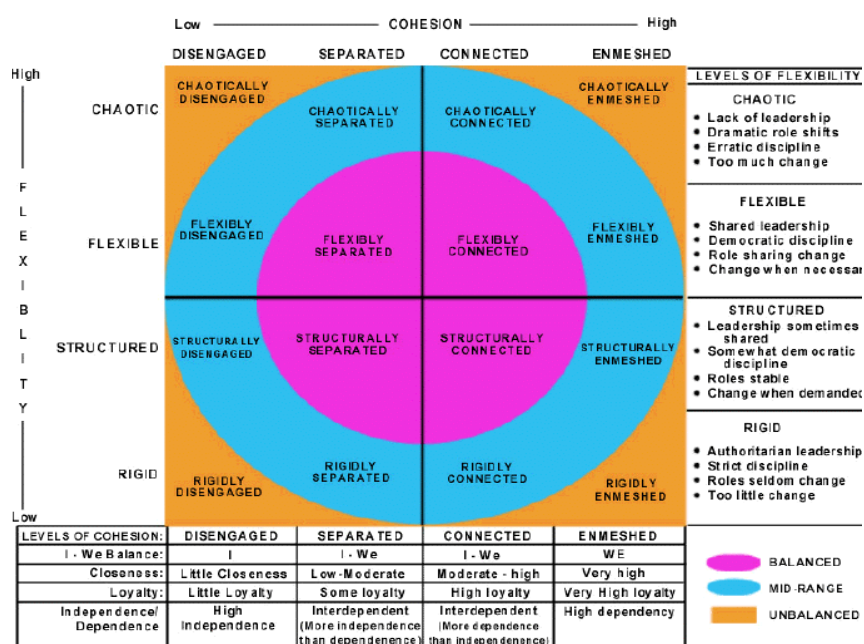 Low COHESION High
DISENGAGED SEPARATED CONNECTED ENMESHED
High
FLEXIBILITY
Low
CHAOTIC
FLEXIBLE
STRUCTURED
RIGID
CHAOTICALLY
DISENGAGED
CHAOTICALLY
SEPARATED
CHAOTICALLY
CONNECTED
CHAOTICALLY
ENMESHED
FLEXIBLY
DISENGAGED
FLEXIBLY
SEPARATED
FLEXIBLY
CONNECTED
FLEXIBLY
ENMESHED
STRUCTURALLY
DISENGAGED
STRUCTURALLY
SEPARATED
STRUCTURALLY
CONNECTED
STRUCTURALLY
ENMESHED
RIGIDLY
DISENGAGED
RIGIDLY
SEPARATED
RIGIDLY
CONNECTED
RIGIDLY
ENMESHED
LEVELS OF FLEXIBILITY
CHAOTIC
• Lack of leadership
• Dramatic role shifts
• Erratic discipline
• Too much change
FLEXIBLE
• Shared leadership
• Democratic discipline
• Role sharing change
• Change when necessar
STRUCTURED
• Leadership sometimes
shared
• Somewhat democratic
discipline
• Roles stable
• Change when demanded
RIGID
• Authoritarian leadership
• Strict discipline
• Roles seldom change
• Too little change
LEVELS OF COHESION: DISENGAGED SEPARATED CONNECTED ENMESHED
I - We Balance: I I - We I - We WE
Closeness: Little Closeness Low-Moderate Moderate - high Very high
Loyalty: Little Loyalty Some loyalty High loyalty Very High loyalty
Independence/ High Interdependent Interdependent High dependency
Dependence Independence (More independence (More dependence
than dependenence) than independenence)
BALANCED
MID-RANGE
UNBALANCED